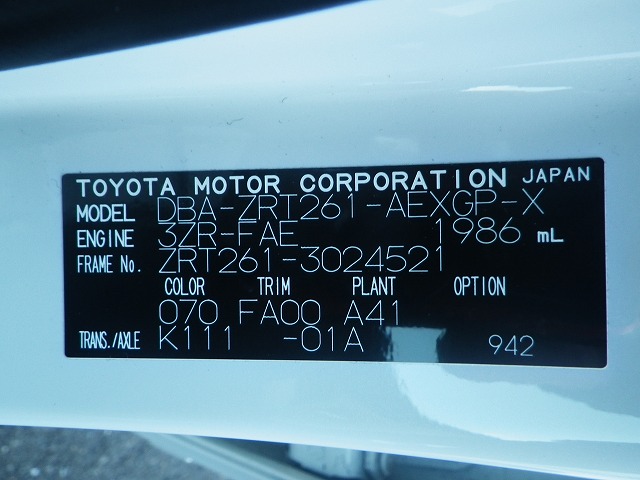 TOYOTA MOTOR CORPORATION JAPAN
MODEL DBA-ZRT261-AEXGP-X
ENGINE 3ZR-FAE 1986 mL
FRAME No. ZRT261-3024521
COLOR TRIM PLANT OPTION
070 FA00 A41
TRANS./AXLE K111 -01A 942